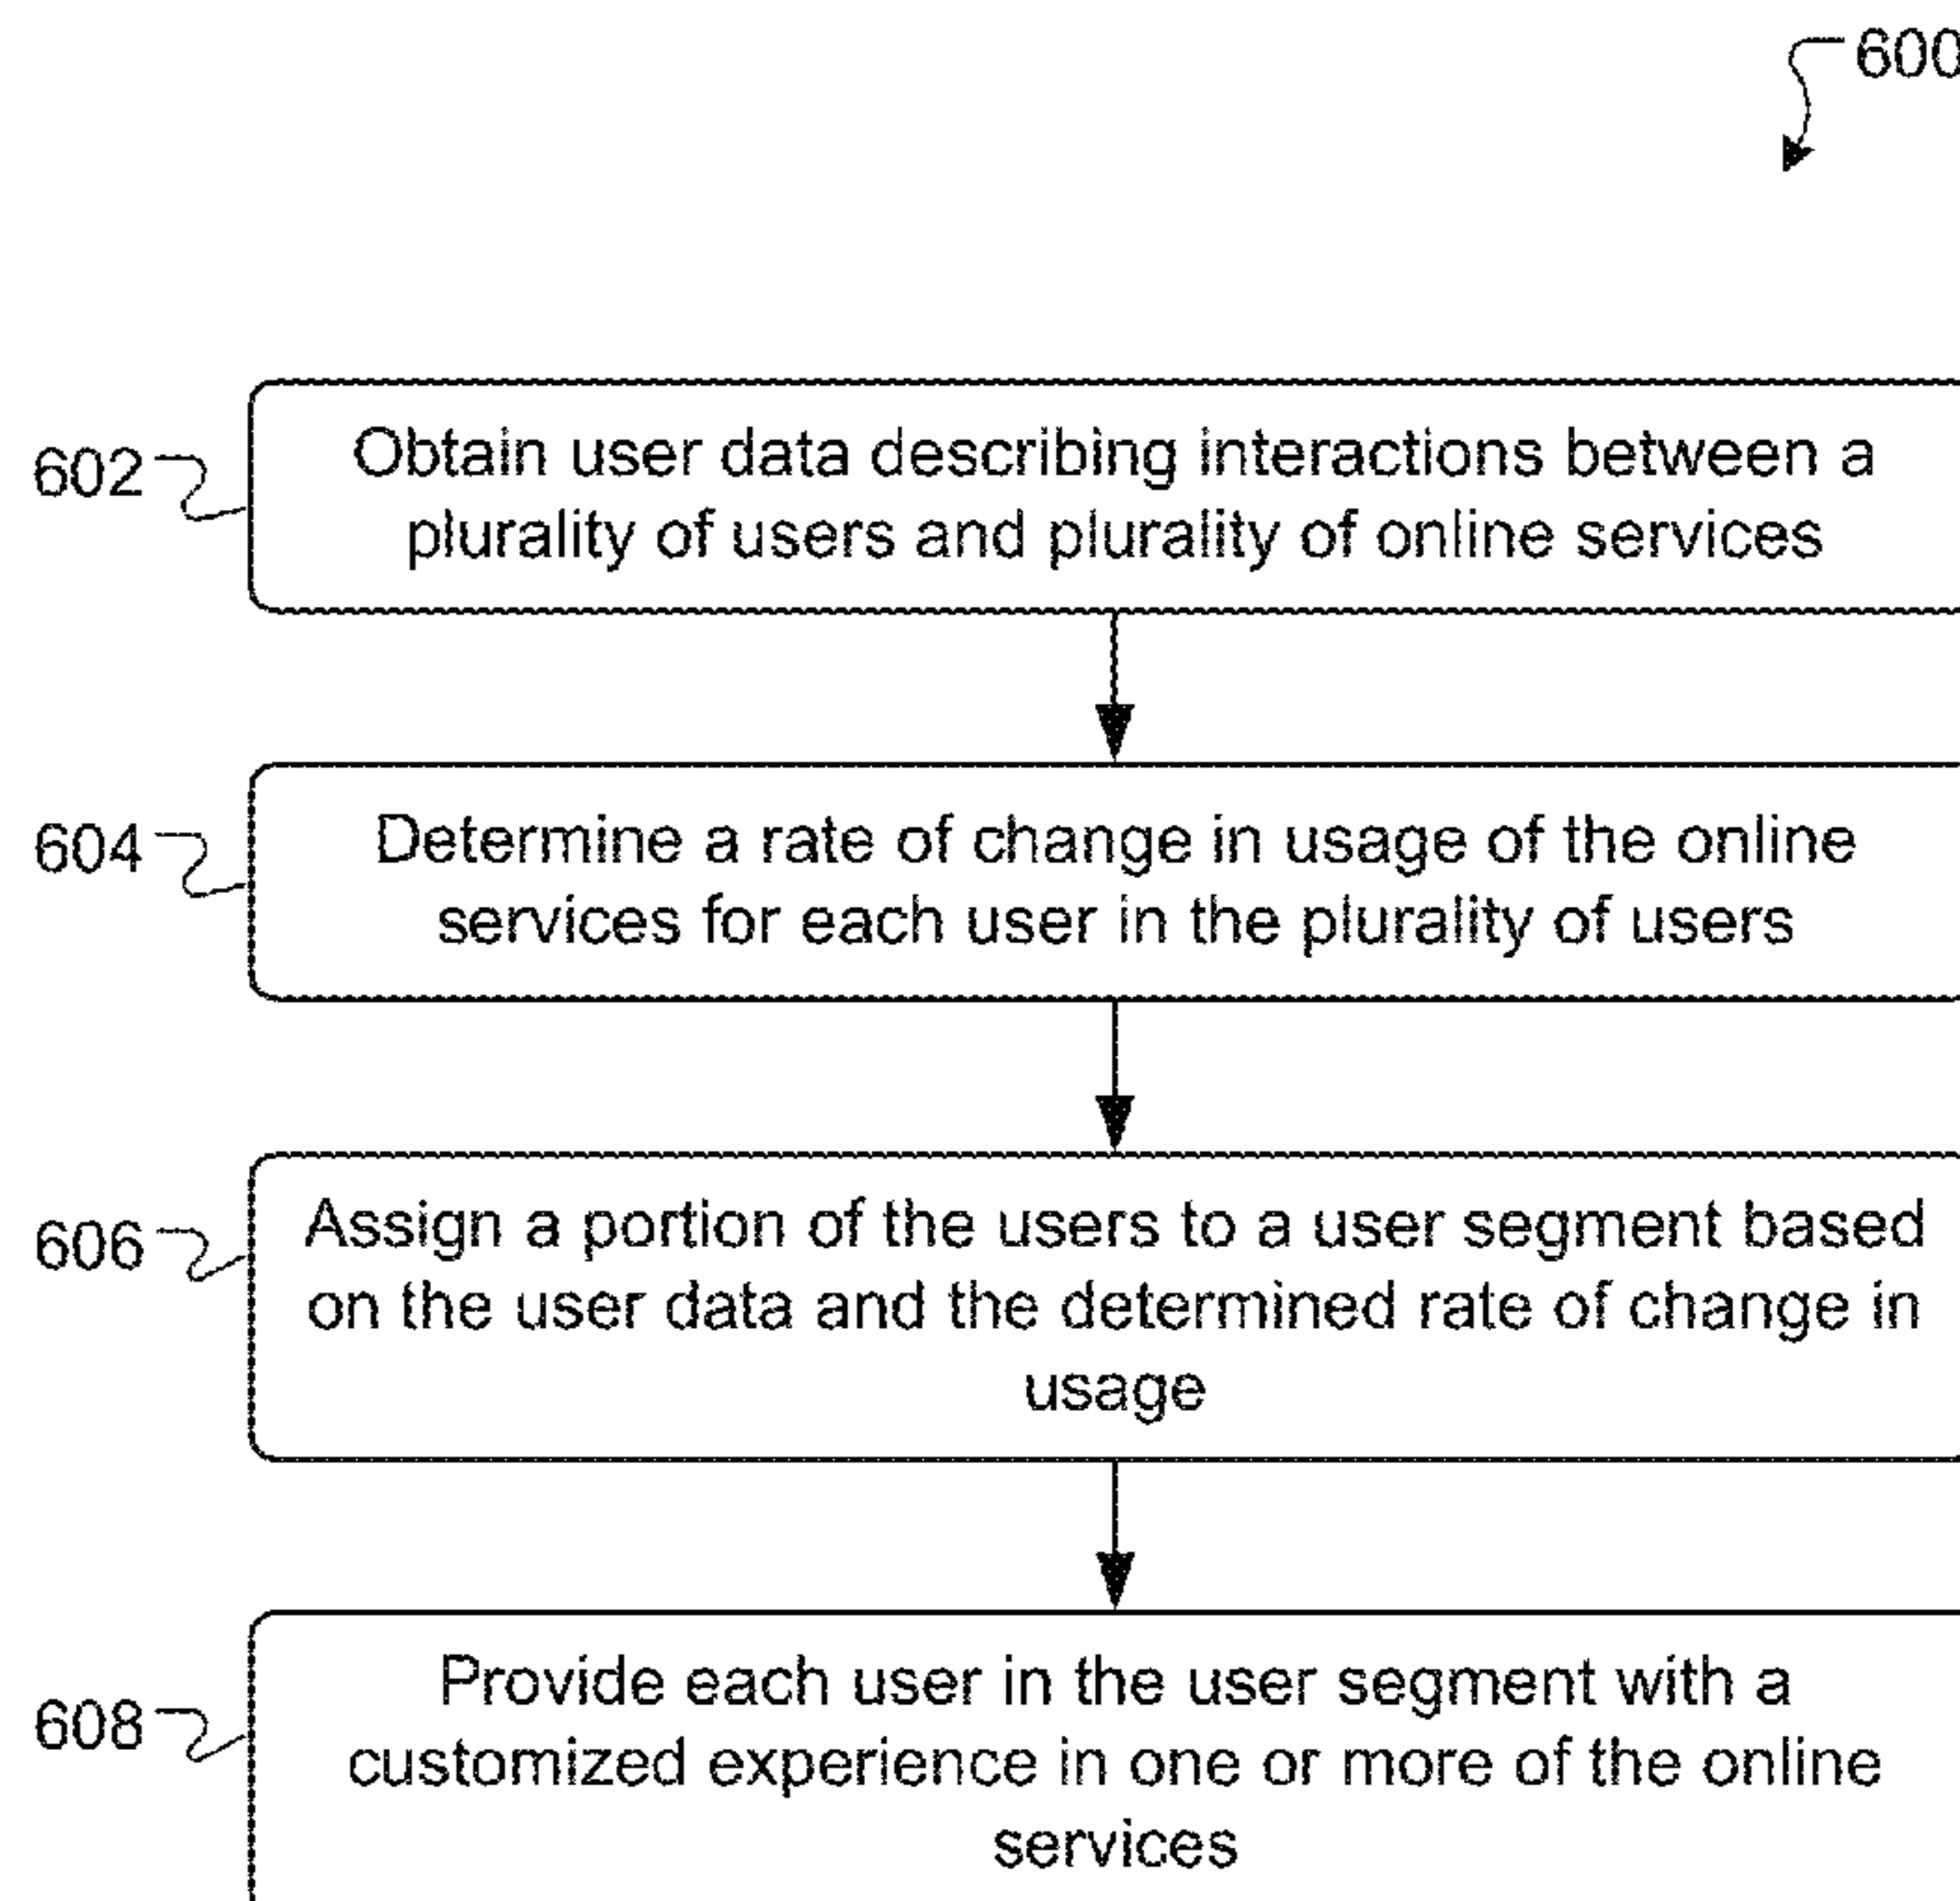 600
602
Obtain user data describing interactions between a
plurality of users and plurality of online services
604
Determine a rate of change in usage of the online
services for each user in the plurality of users
606
Assign a portion of the users to a user segment based
on the user data and the determined rate of change in
usage
608
Provide each user in the user segment with a
customized experience in one or more of the online
services